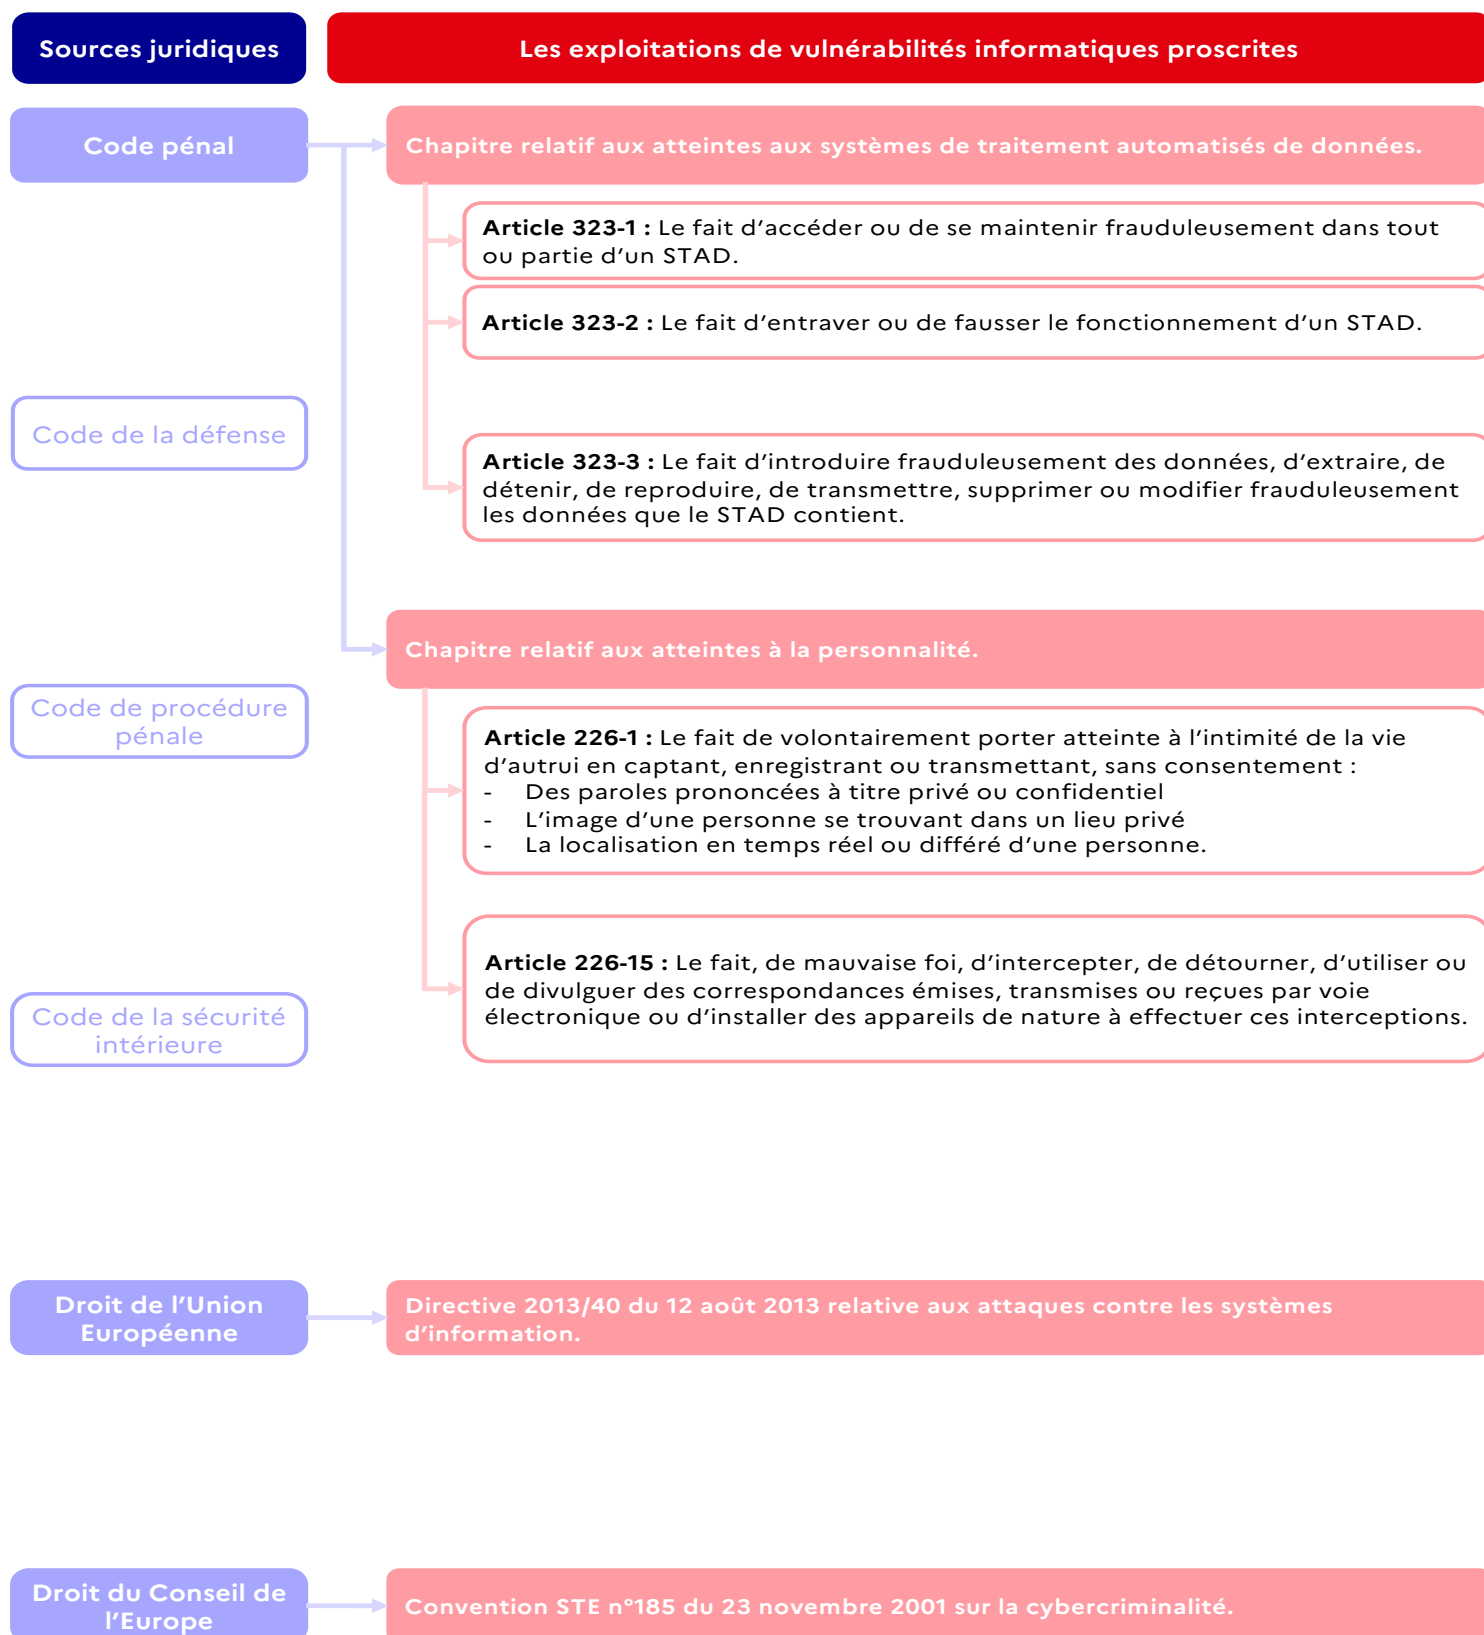 Sources juridiques
Les exploitations de vulnérabilités informatiques proscrites
Code pénal
Chapitre relatif aux atteintes aux systèmes de traitement automatisés de données.
Article 323-1 : Le fait d’accéder ou de se maintenir frauduleusement dans tout
ou partie d’un STAD.
Article 323-2 : Le fait d’entraver ou de fausser le fonctionnement d’un STAD.
Code de la défense
Article 323-3 : Le fait d’introduire frauduleusement des données, d’extraire, de
détenir, de reproduire, de transmettre, supprimer ou modifier frauduleusement
les données que le STAD contient.
Chapitre relatif aux atteintes à la personnalité.
Code de procédure
pénale
Article 226-1 : Le fait de volontairement porter atteinte à l’intimité de la vie
d’autrui en captant, enregistrant ou transmettant, sans consentement :
- Des paroles prononcées à titre privé ou confidentiel
- L’image d’une personne se trouvant dans un lieu privé
- La localisation en temps réel ou différé d’une personne.
Article 226-15 : Le fait, de mauvaise foi, d’intercepter, de détourner, d’utiliser ou
de divulguer des correspondances émises, transmises ou reçues par voie
électronique ou d’installer des appareils de nature à effectuer ces interceptions.
Code de la sécurité
intérieure
Droit de l’Union
Européenne
Directive 2013/40 du 12 août 2013 relative aux attaques contre les systèmes
d’information.
Droit du Conseil de
l’Europe
Convention STE n°185 du 23 novembre 2001 sur la cybercriminalité.